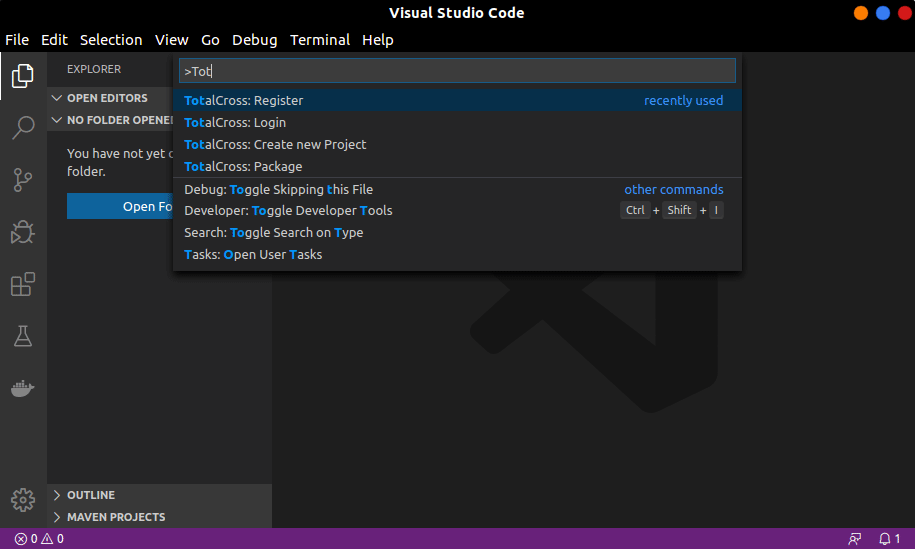 Visual Studio Code
File Edit Selection View Go Debug Terminal Help
EXPLORER
OPEN EDITORS
NO FOLDER OPENE
You have not yet
folder.
Open Fo
>Tot
TotalCross: Register recently used
TotalCross: Login
TotalCross: Create new Project
TotalCross: Package
Debug: Toggle Skipping this File other commands
Developer: Toggle Developer Tools Ctrl + Shift + I
Search: Toggle Search on Type
Tasks: Open User Tasks
OUTLINE
MAVEN PROJECTS
0 0 1